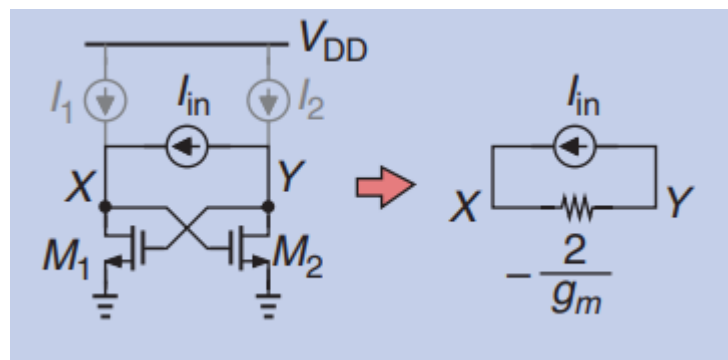 V_DD
I_1 I_in I_2 I_in
X Y X Y
M_1 M_2 - 2/g_m